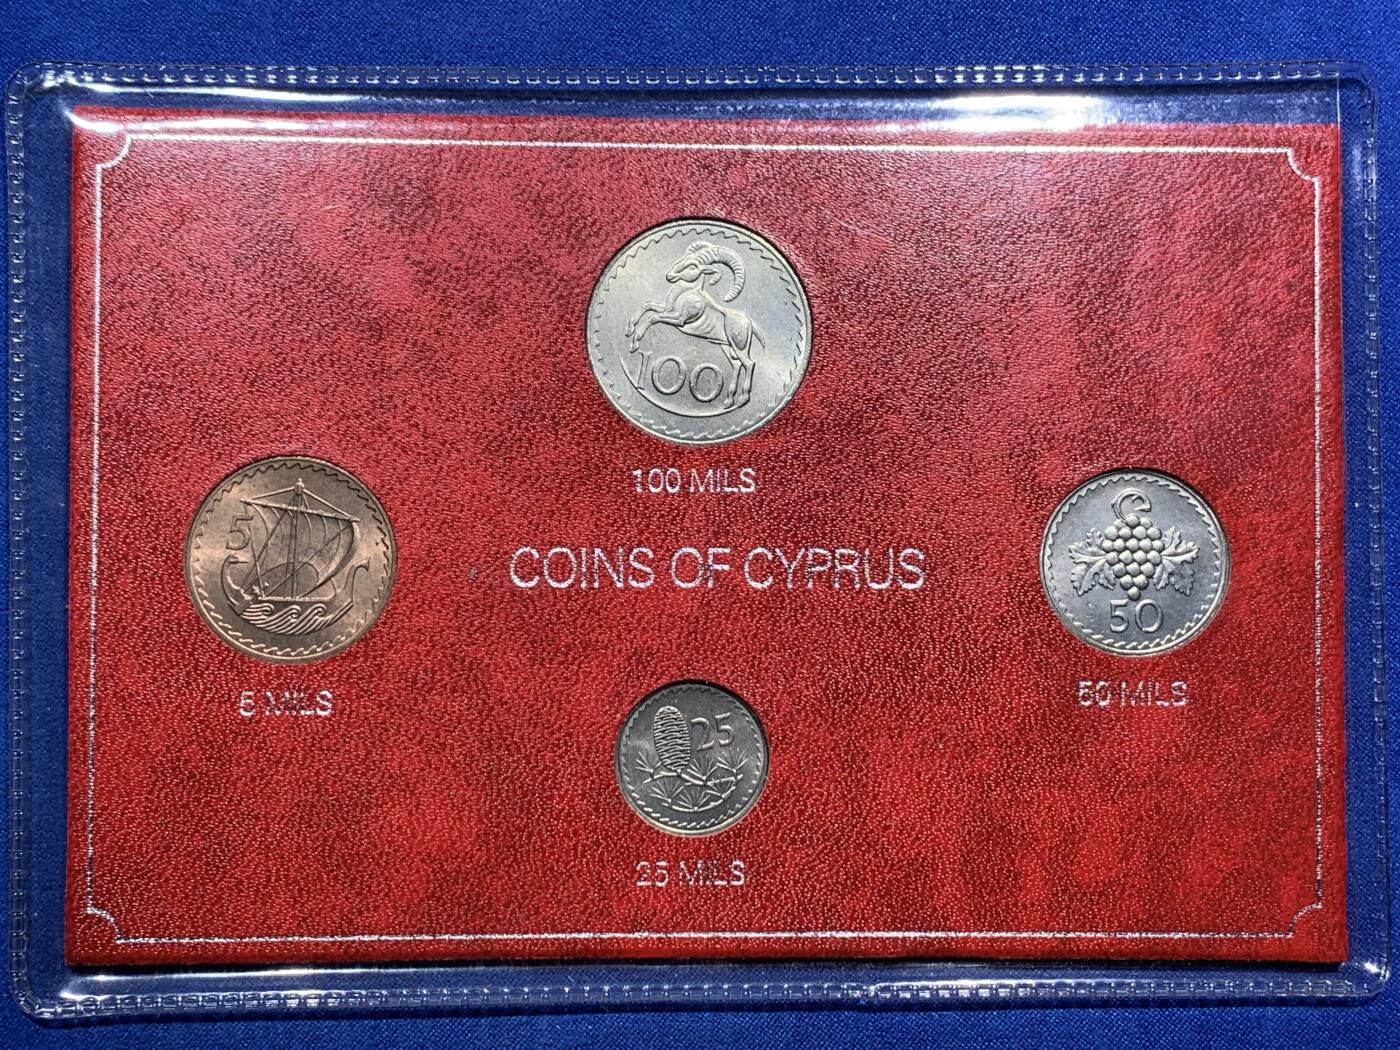 100
100 MILS
5
COINS OF CYPRUS
50
5 MILS
50 MILS
25
25 MILS